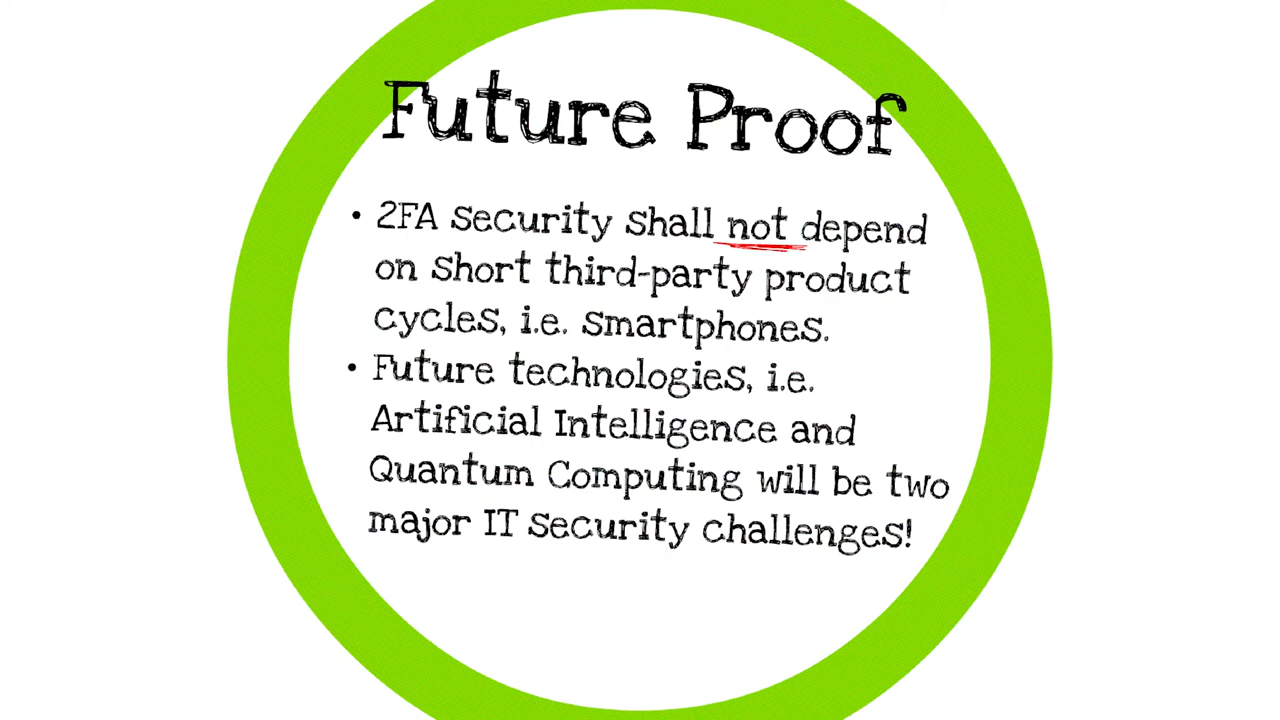 Future Proof
• 2FA security shall not depend
on short third-party product
cycles, i.e. smartphones.
• Future technologies, i.e.
Artificial Intelligence and
Quantum Computing will be two
major IT security challenges!